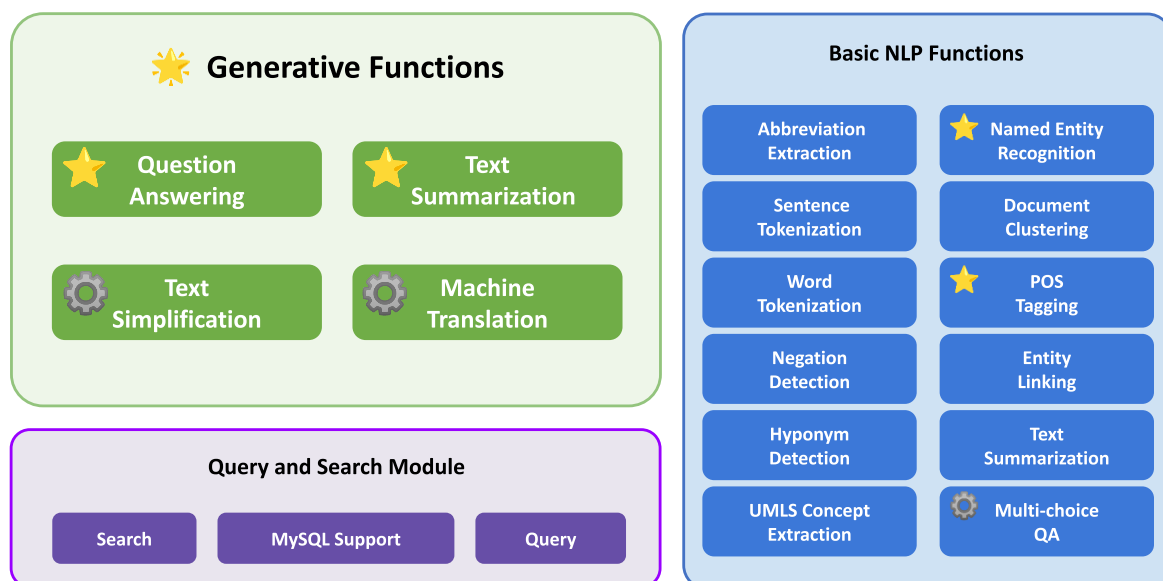 Generative Functions
Question
Answering
Text
Summarization
Text
Simplification
Machine
Translation
Query and Search Module
Search
MySQL Support
Query
Basic NLP Functions
Abbreviation
Extraction
Named Entity
Recognition
Sentence
Tokenization
Document
Clustering
Word
Tokenization
POS
Tagging
Negation
Detection
Entity
Linking
Hyponym
Detection
Text
Summarization
UMLS Concept
Extraction
Multi-choice
QA